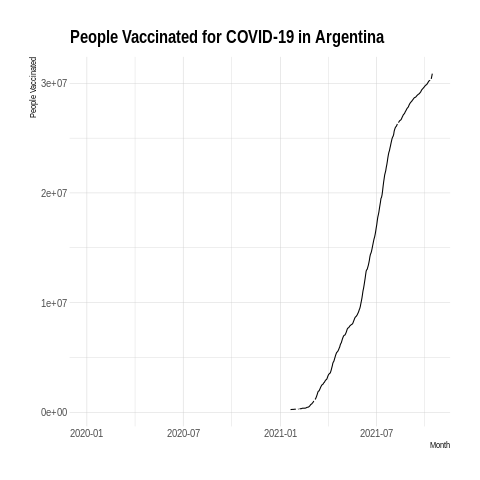 People Vaccinated for COVID-19 in Argentina
People Vaccinated
3e+07
2e+07
1e+07
0e+00
2020-01 2020-07 2021-01 2021-07
Month